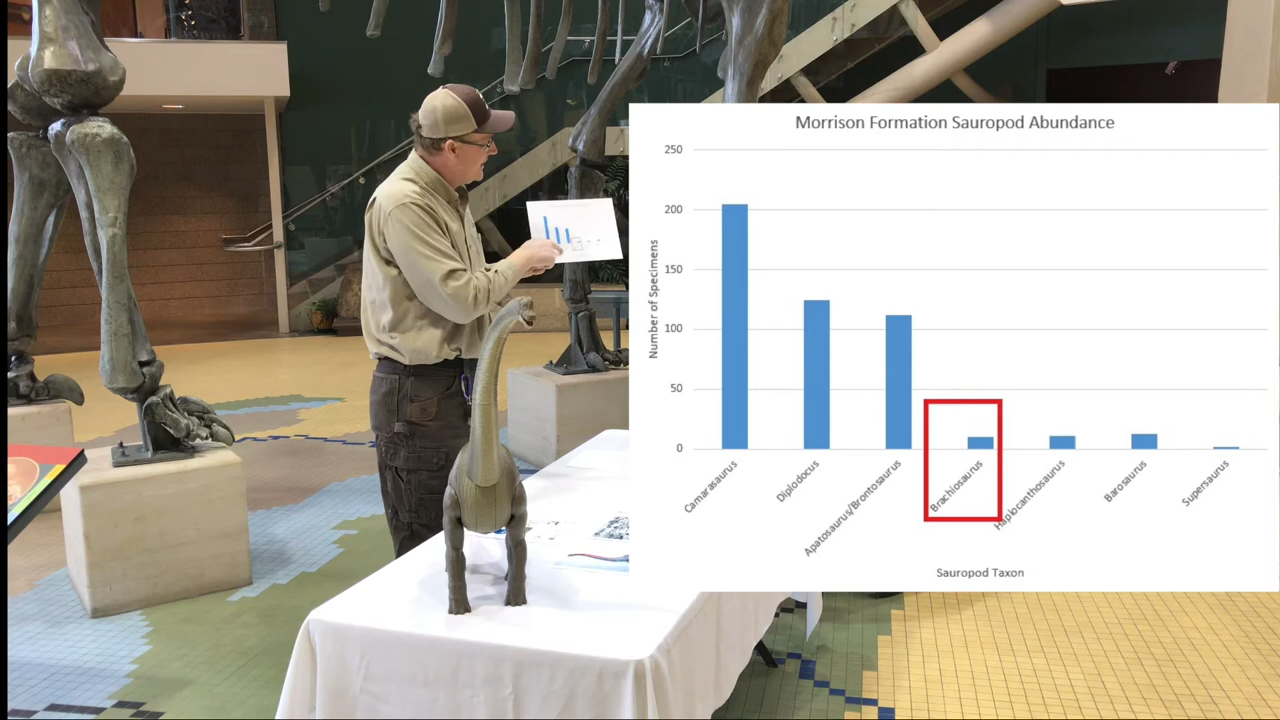 Morrison Formation Sauropod Abundance
250
200
150
100
50
0
Number of Specimens
Camarasaurus
Diplodocus
Apatosaurus/Brontosaurus
Brachiosaurus
Haplocanthosaurus
Barosaurus
Supersaurus
Sauropod Taxon